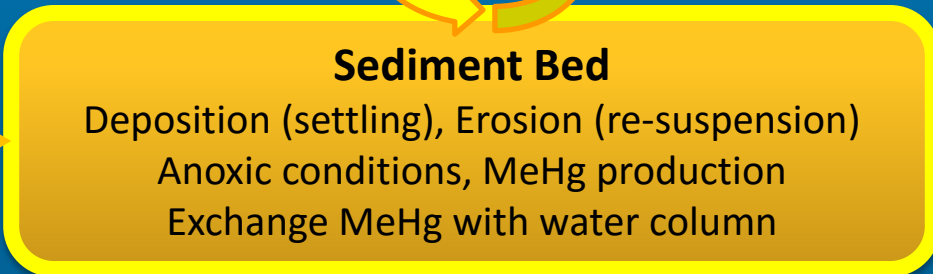 Sediment Bed
Deposition (settling), Erosion (re-suspension)
Anoxic conditions, MeHg production
Exchange MeHg with water column